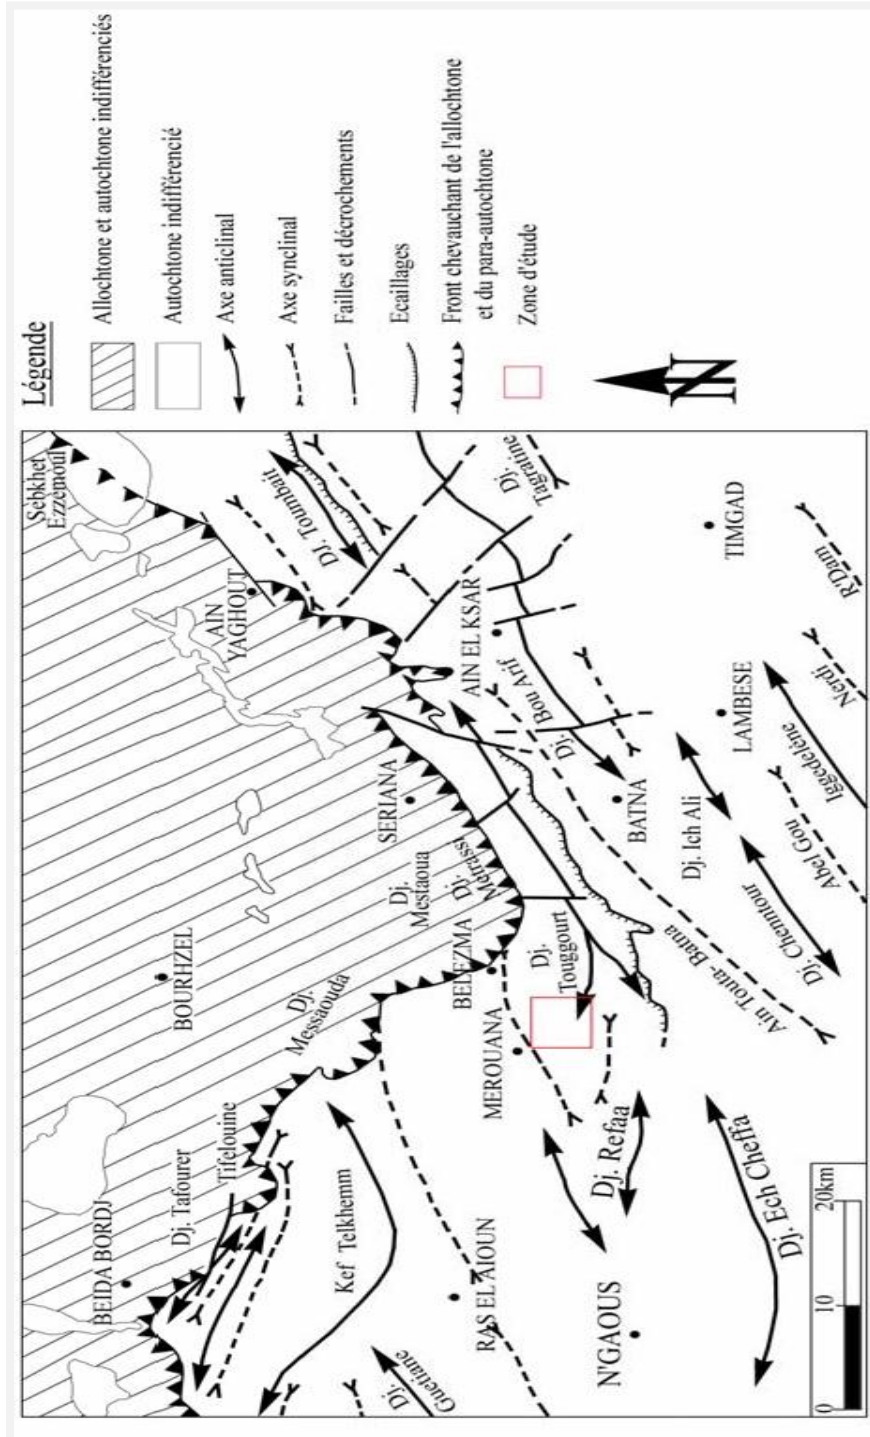 Légende
Allochtone et autochtone indifférenciés
Autochtone indifférencié
Axe anticlinal
Axe synclinal
Failles et décrochements
Ecaillages
Front chevauchant de l'allochtone
et du para-autochtone
Zone d'étude
N
Sebkhet
Ezzemoul
AIN
YAGHOUT
DJ. Toumbait
Dj.
Tagratine
TIMGAD
R'Dam
AIN EL KSAR
Dj. Bou Arif
SERIANA
BATNA
LAMBESE
Nerdi
Iggedelène
Dj. Ich Ali
Abel Gou
Dj. Chenntour
Dj.
Mestaoua
Dj.
BOURHZEL
Dj.
Messaouda
BELEZMA
Dj.
Touggourt
Ain Touta- Batna
MEROUANA
BEIDA BORDJ
Dj. Tafourer
Tifelouine
Kef Telkhemm
Dj. Refaa
Dj. Ech Cheffa
RAS EL AIOUN
N'GAOUS
Dj.
Guetiane
0 10 20km